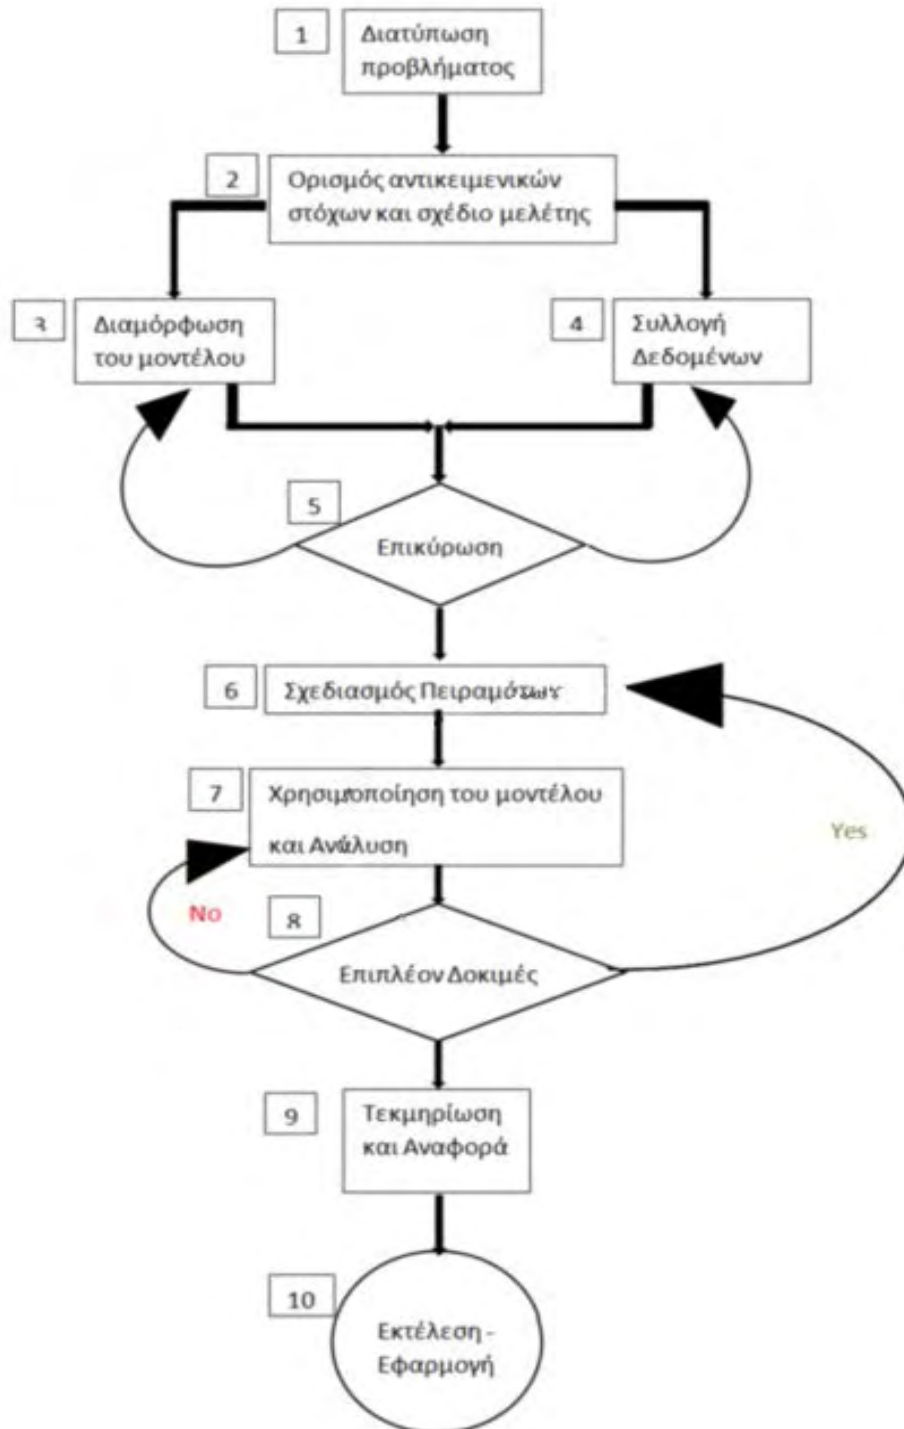 1
Διατύπωση
προβλήματος
2
Ορισμός αντικειμενικών
στόχων και σχέδιο μελέτης
3
Διαμόρφωση
του μοντέλου
4
Συλλογή
Δεδομένων
5
Επικύρωση
6
Σχεδιασμός Πειραμάτων
7
Χρησιμοποίηση του μοντέλου
και Ανάλυση
Yes
No
8
Επιπλέον Δοκιμές
9
Τεκμηρίωση
και Αναφορά
10
Εκτέλεση -
Εφαρμογή